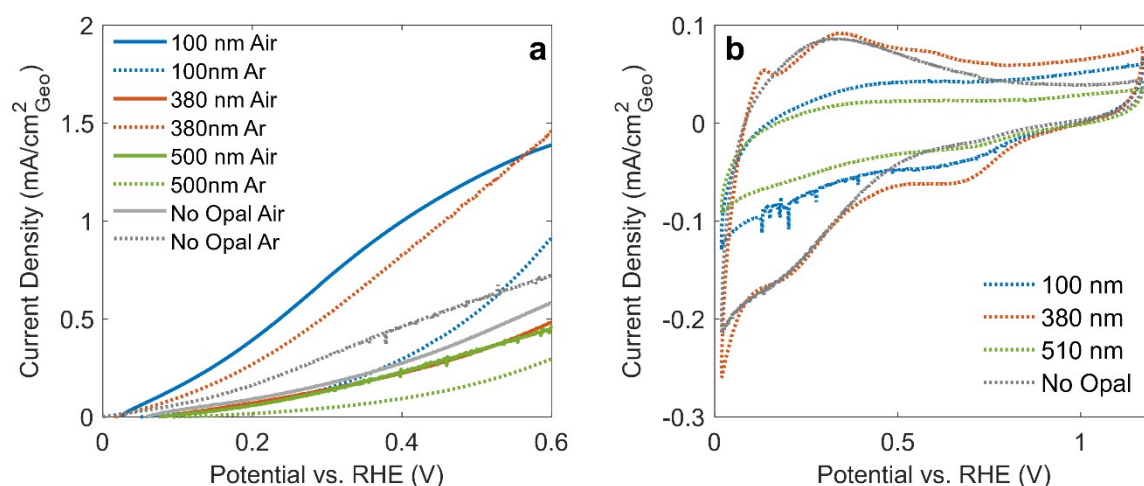 a
2
1.5
1
0.5
0
0
0.2
0.4
0.6
Current Density (mA/cm²Geo)
Potential vs. RHE (V)
100 nm Air
100nm Ar
380 nm Air
380nm Ar
500 nm Air
500nm Ar
No Opal Air
No Opal Ar
b
0.1
0
-0.1
-0.2
-0.3
0
0.5
1
Current Density (mA/cm²Geo)
Potential vs. RHE (V)
100 nm
380 nm
510 nm
No Opal